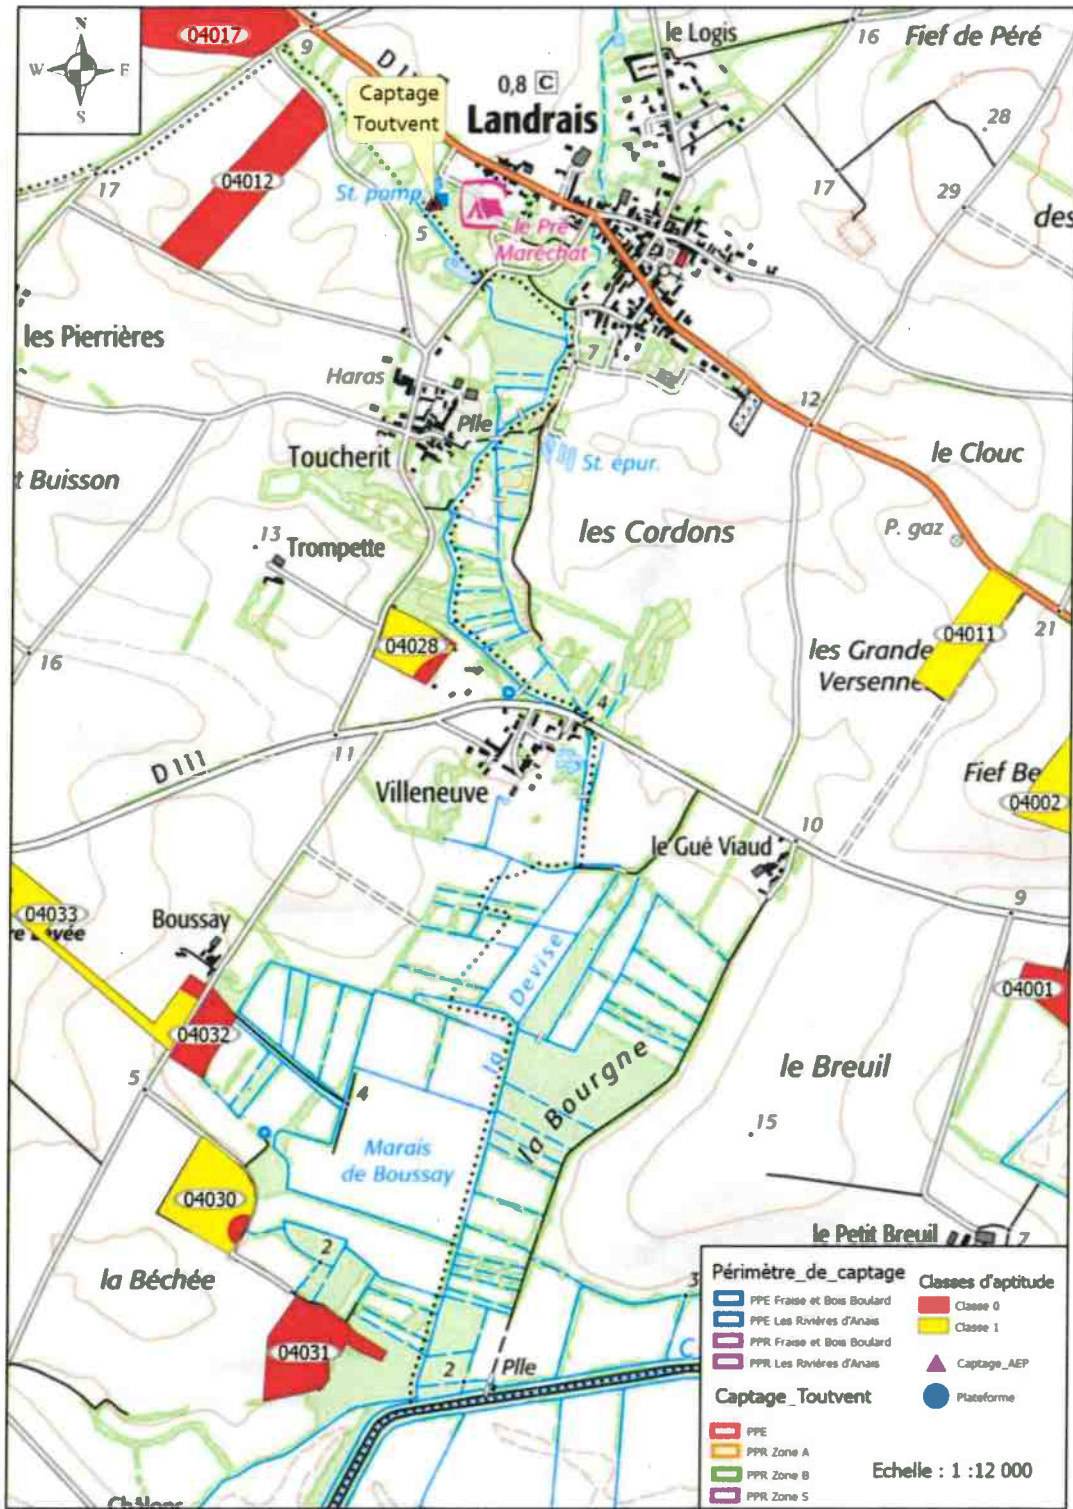 N
W
E
S
04017
9
D 1
Captage
Toutvent
0,8 C
Landrais
le Logis
16
Fief de Péré
28
17
04012
17
29
des
St. pomp.
5
le Pré
Maréchat
les Pierrières
7
Haras
Plle
12
Toucherit
le Clouc
t Buisson
St. épur.
les Cordons
P. gaz
13
Trompette
04028
04011
21
16
les Grande
Versenne
4
11
D 111
Villeneuve
Fief Be
04002
le Gué Viaud
10
04033
re Levée
Boussay
9
Devise
la
04001
04032
la Bourgne
le Breuil
5
4
15
Marais
de Boussay
04030
le Petit Breuil
7
2
la Béchée
3
04031
2
Plle
C
Périmètre_de_captage
PPE Fraise et Bois Boulard
PPE Les Rivières d'Anais
PPR Fraise et Bois Boulard
PPR Les Rivières d'Anais
Captage_Toutvent
PPE
PPR Zone A
PPR Zone B
PPR Zone S
Classes d'aptitude
Classe 0
Classe 1
Captage_AEP
Plateforme
Echelle : 1 :12 000